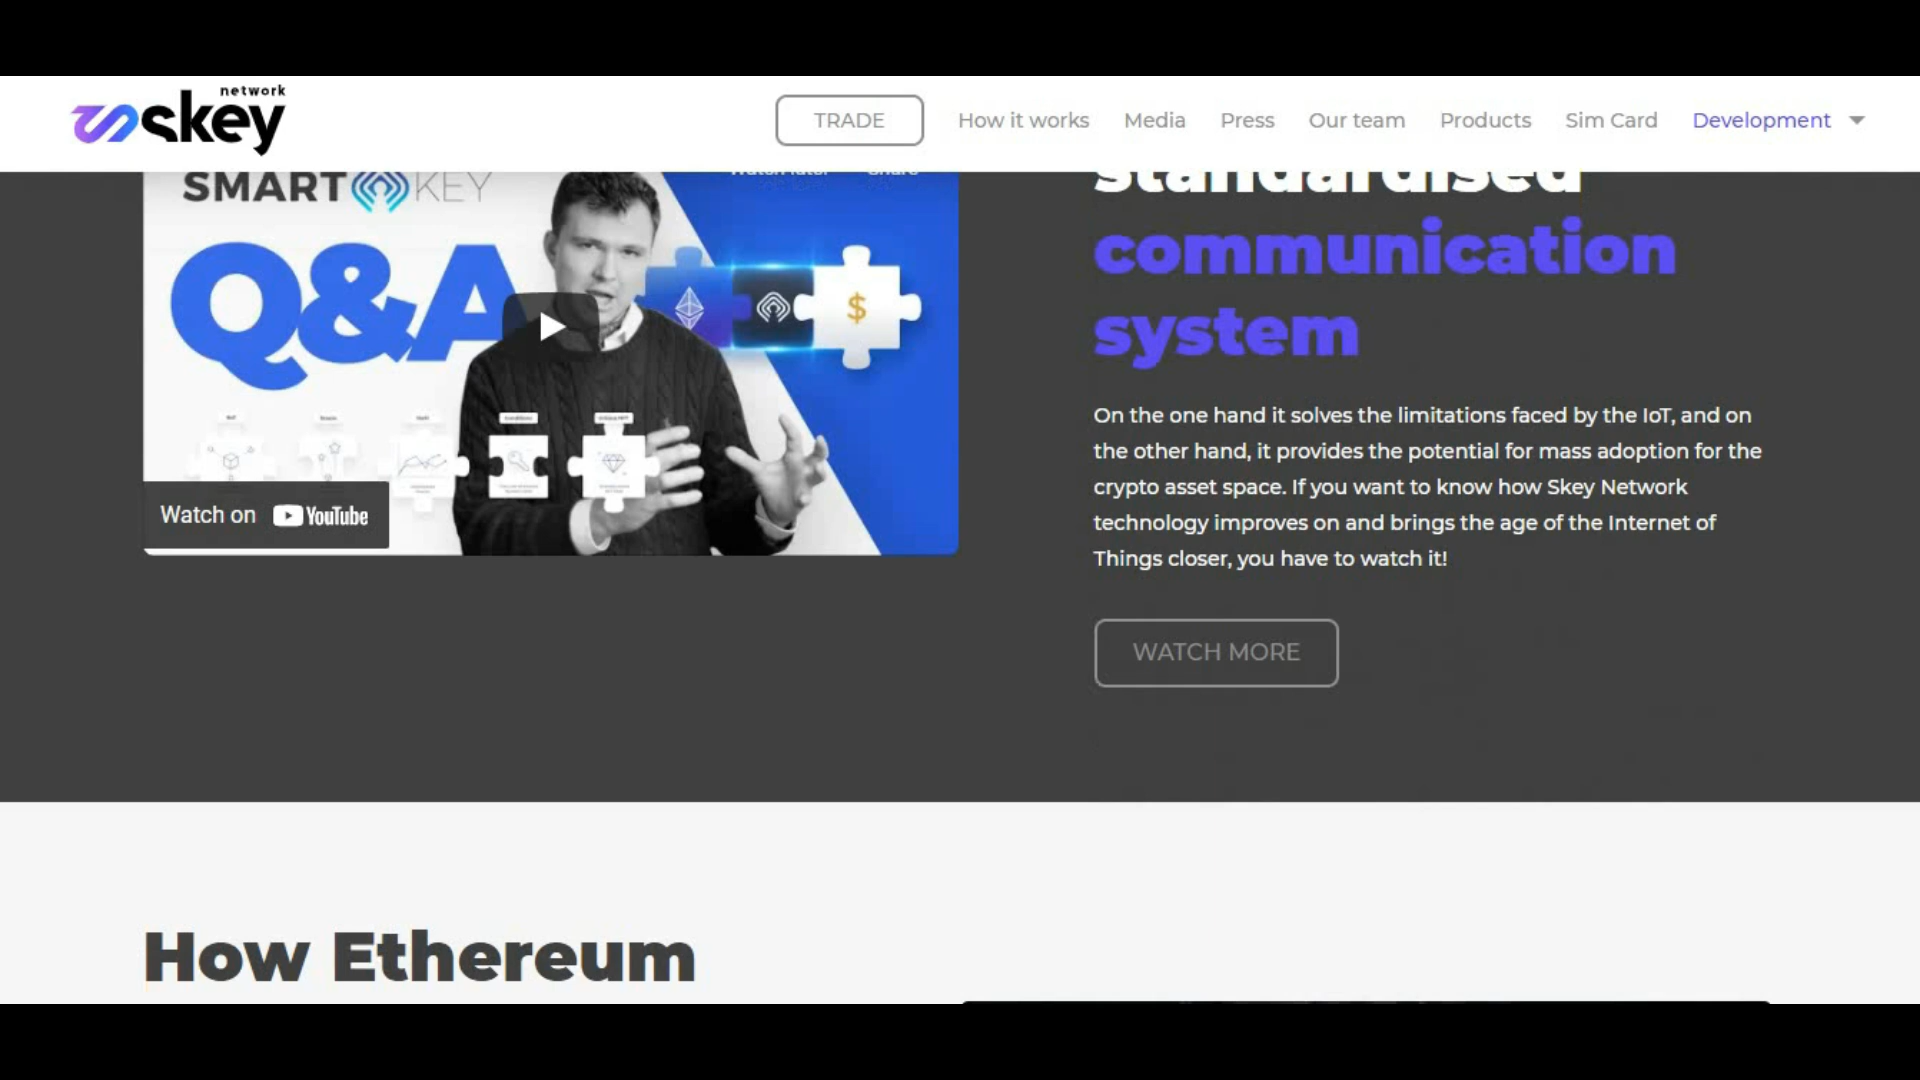 network
skey
TRADE
How it works
Media
Press
Our team
Products
Sim Card
Development
SMART KEY
Q&A
$
Watch on YouTube
standardised
communication
system
On the one hand it solves the limitations faced by the IoT, and on
the other hand, it provides the potential for mass adoption for the
crypto asset space. If you want to know how Skey Network
technology improves on and brings the age of the Internet of
Things closer, you have to watch it!
WATCH MORE
How Ethereum